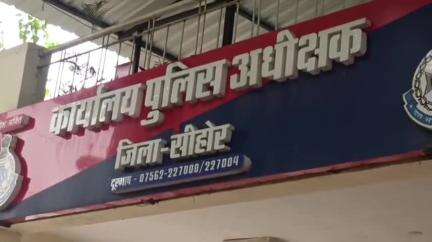 कार्यालय पुलिस अधीक्षक
जिला-सीहोर
दूरभाष - 07562-227000/227004